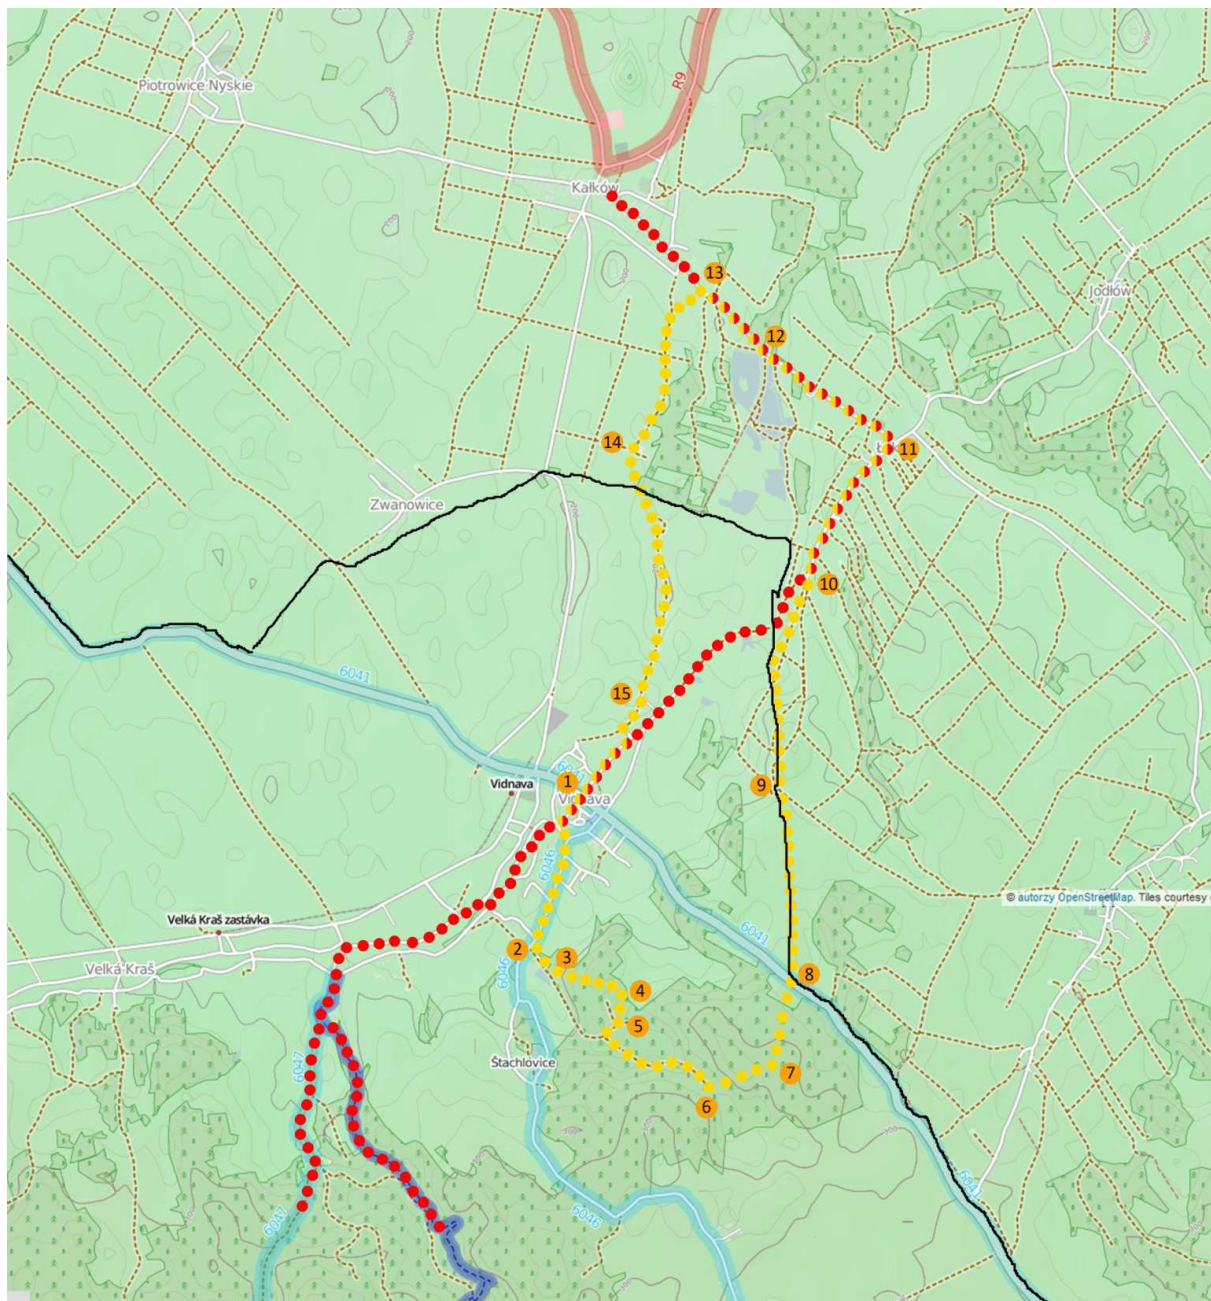 Piotrowice Nyskie
R9
Kałków
13
Jodłów
12
11
14
Zwanowice
10
6041
15
1
6041
Vidnava
Vidnava
9
6046
© autorzy OpenStreetMap. Tiles courtesy
Velká Kraš zastávka
6041
2
3
Velká Kraš
6046
8
4
5
Štachlovice
6047
7
6
6041
6047
6046